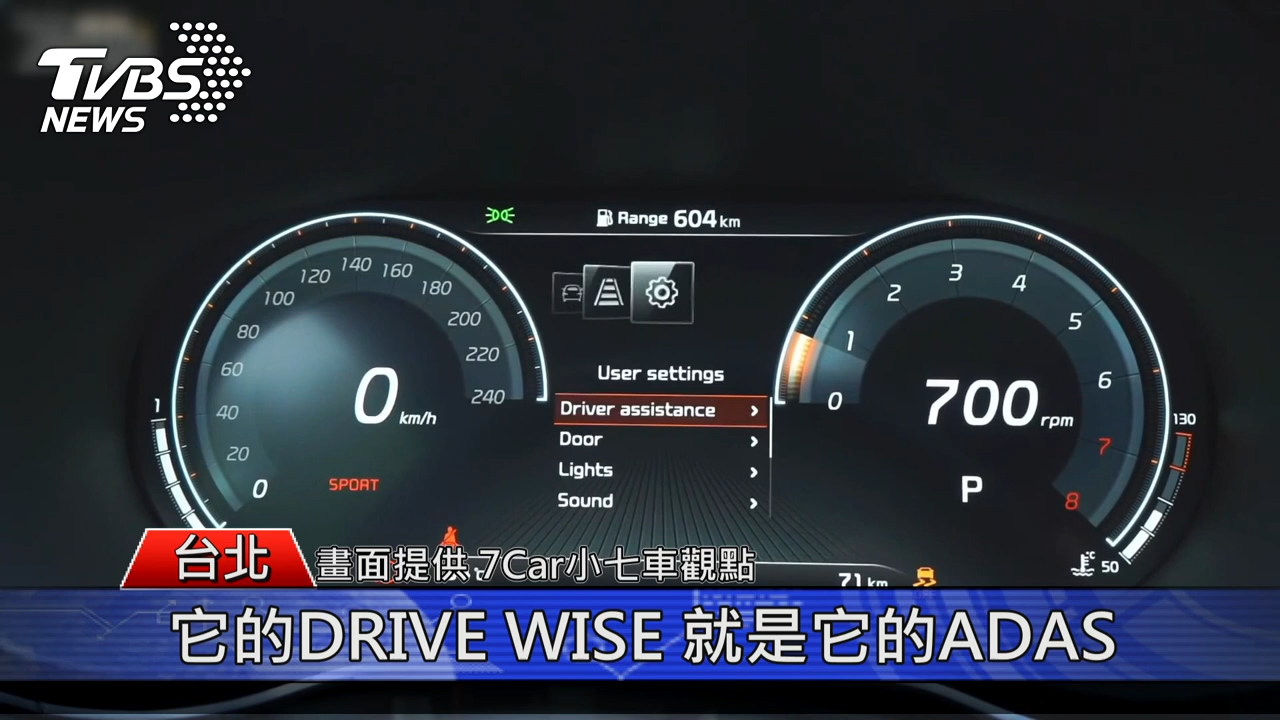 TVBS
NEWS
Range 604 km
User settings
Driver assistance
Door
Lights
Sound
0 20 40 60 80 100 120 140 160 180 200 220 240
0 km/h
SPORT
1
0 1 2 3 4 5 6 7 8
700 rpm
P
130
°C
50
71 km
台北
畫面提供 7Car小七車觀點
它的DRIVE WISE 就是它的ADAS